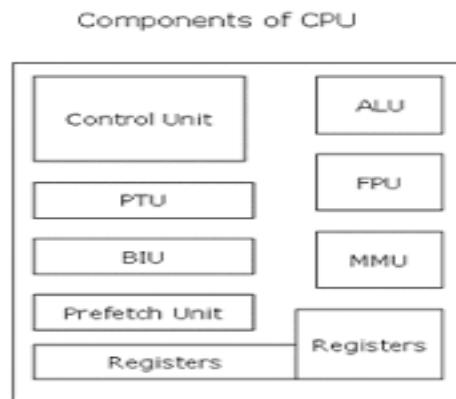 Components of CPU
Control Unit
PTU
BIU
Prefetch Unit
Registers
ALU
FPU
MMU
Registers